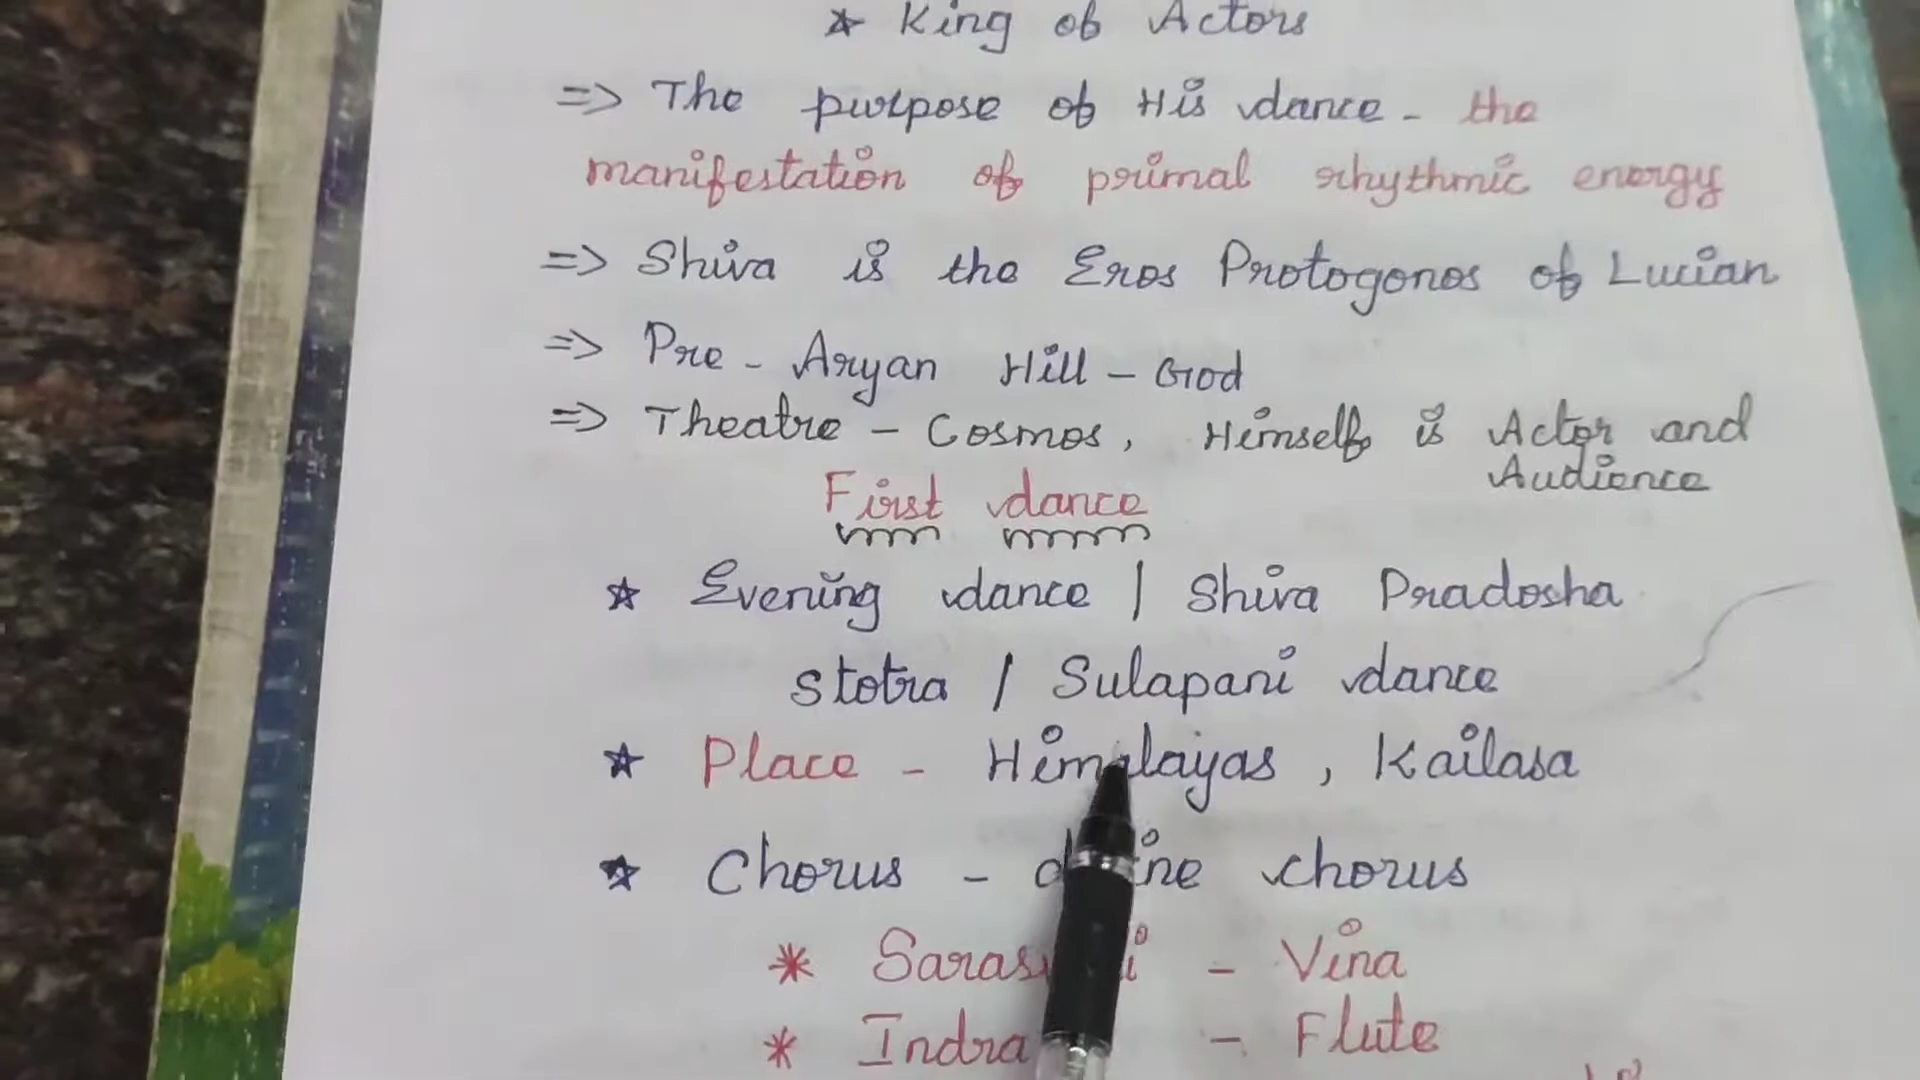 ☆ King of Actors
=> The purpose of His dance - the
manifestation of primal rhythmic energy
=> Shiva is the Eros Protogonos of Lucian
=> Pre - Aryan Hill - God
=> Theatre - Cosmos, Himself is Actor and
Audience
First dance
☆ Evening dance | Shiva Pradosha
stotra / Sulapani dance
☆ Place - Himalayas, Kailasa
☆ Chorus - chorus
* - Vina
* Indra - Flute